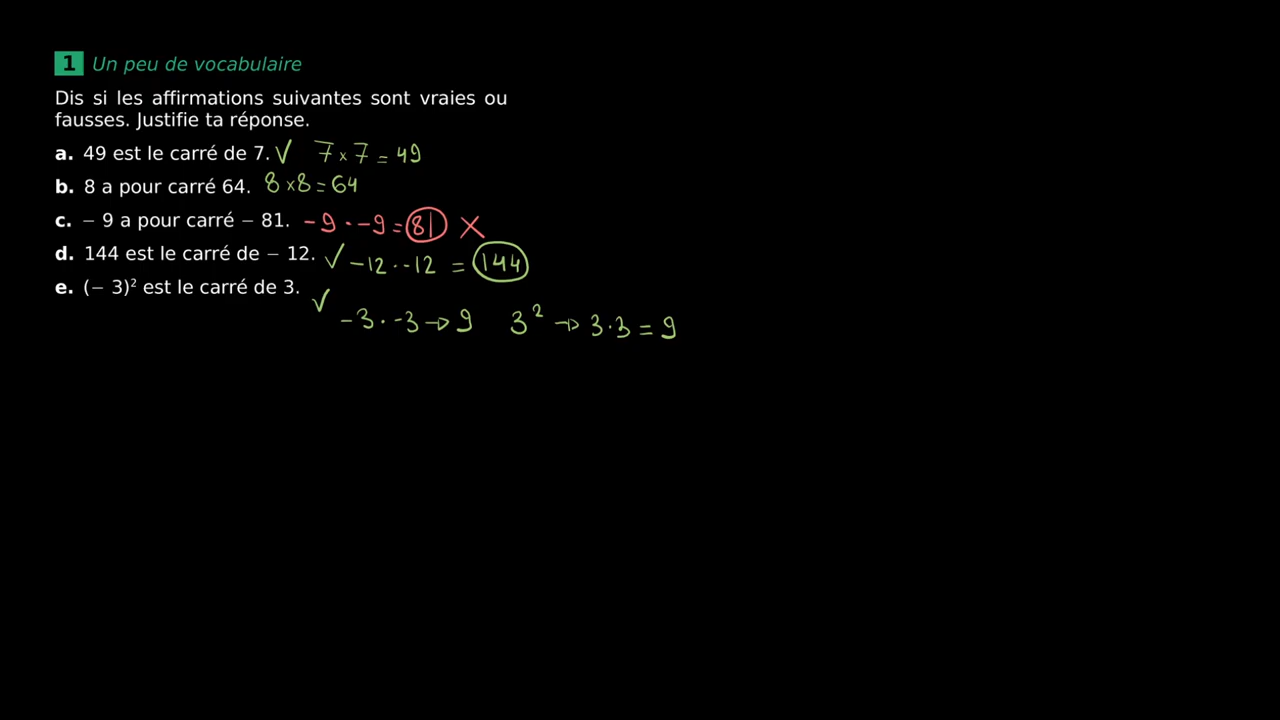 1 Un peu de vocabulaire
Dis si les affirmations suivantes sont vraies ou
fausses. Justifie ta réponse.
a. 49 est le carré de 7. ✓ 7 × 7 = 49
b. 8 a pour carré 64. 8 × 8 = 64
c. − 9 a pour carré − 81. -9 · -9 = 81 ×
d. 144 est le carré de − 12. ✓ -12 · -12 = 144
e. (− 3)² est le carré de 3. ✓
-3 · -3 → 9 3² → 3 · 3 = 9